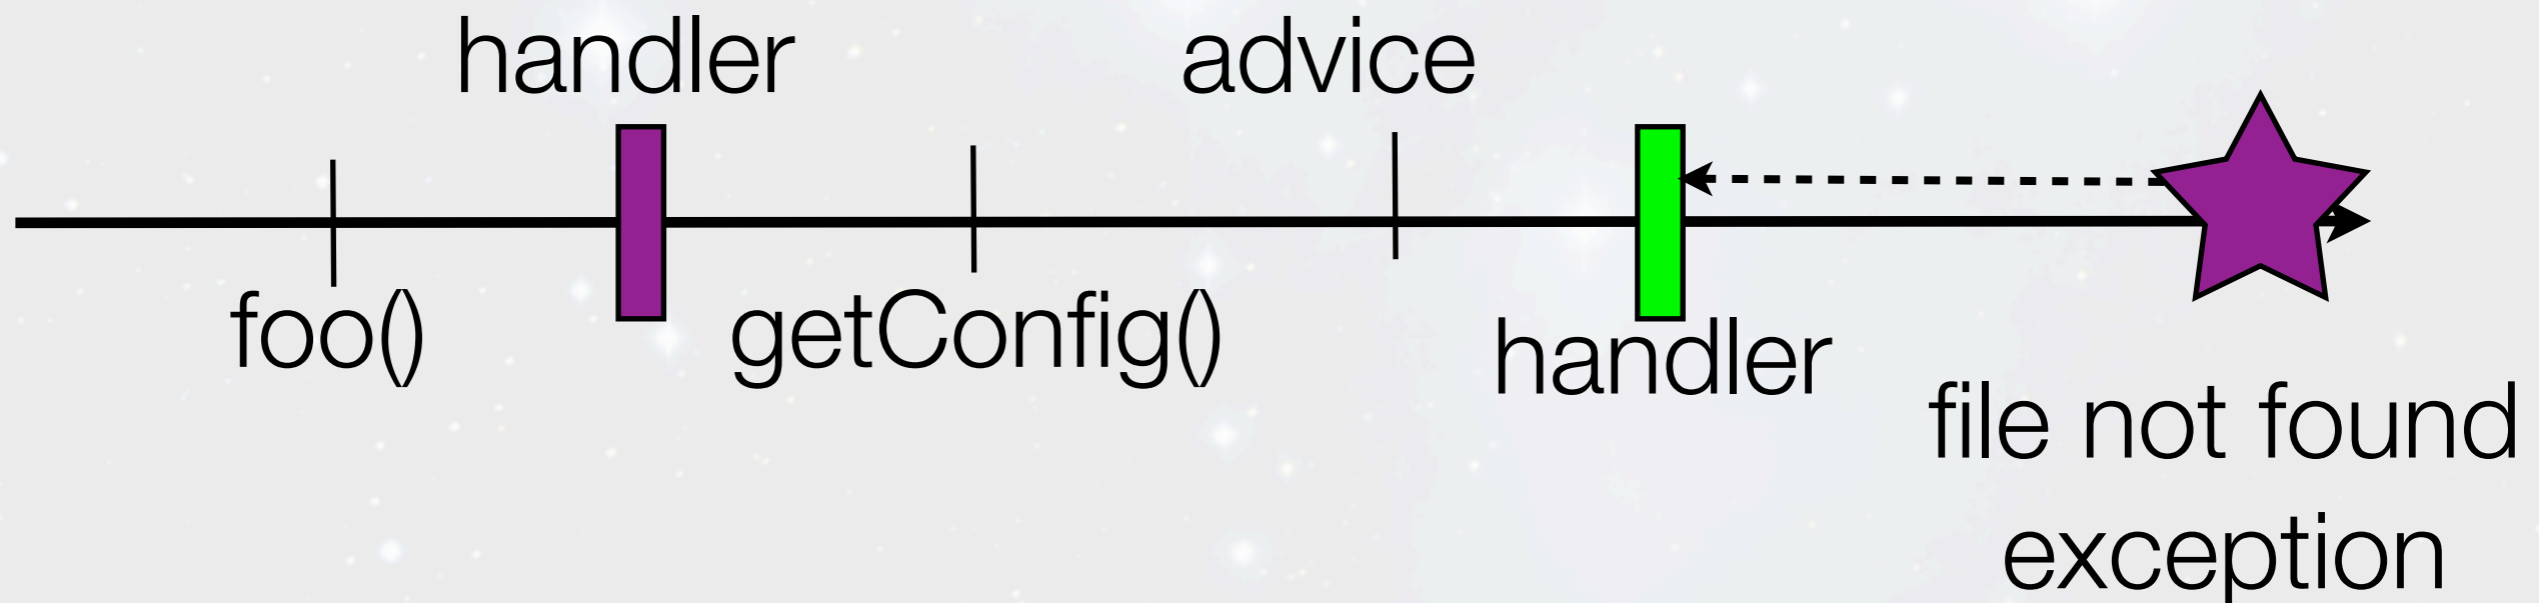 handler
advice
foo()
getConfig()
handler
file not found
exception